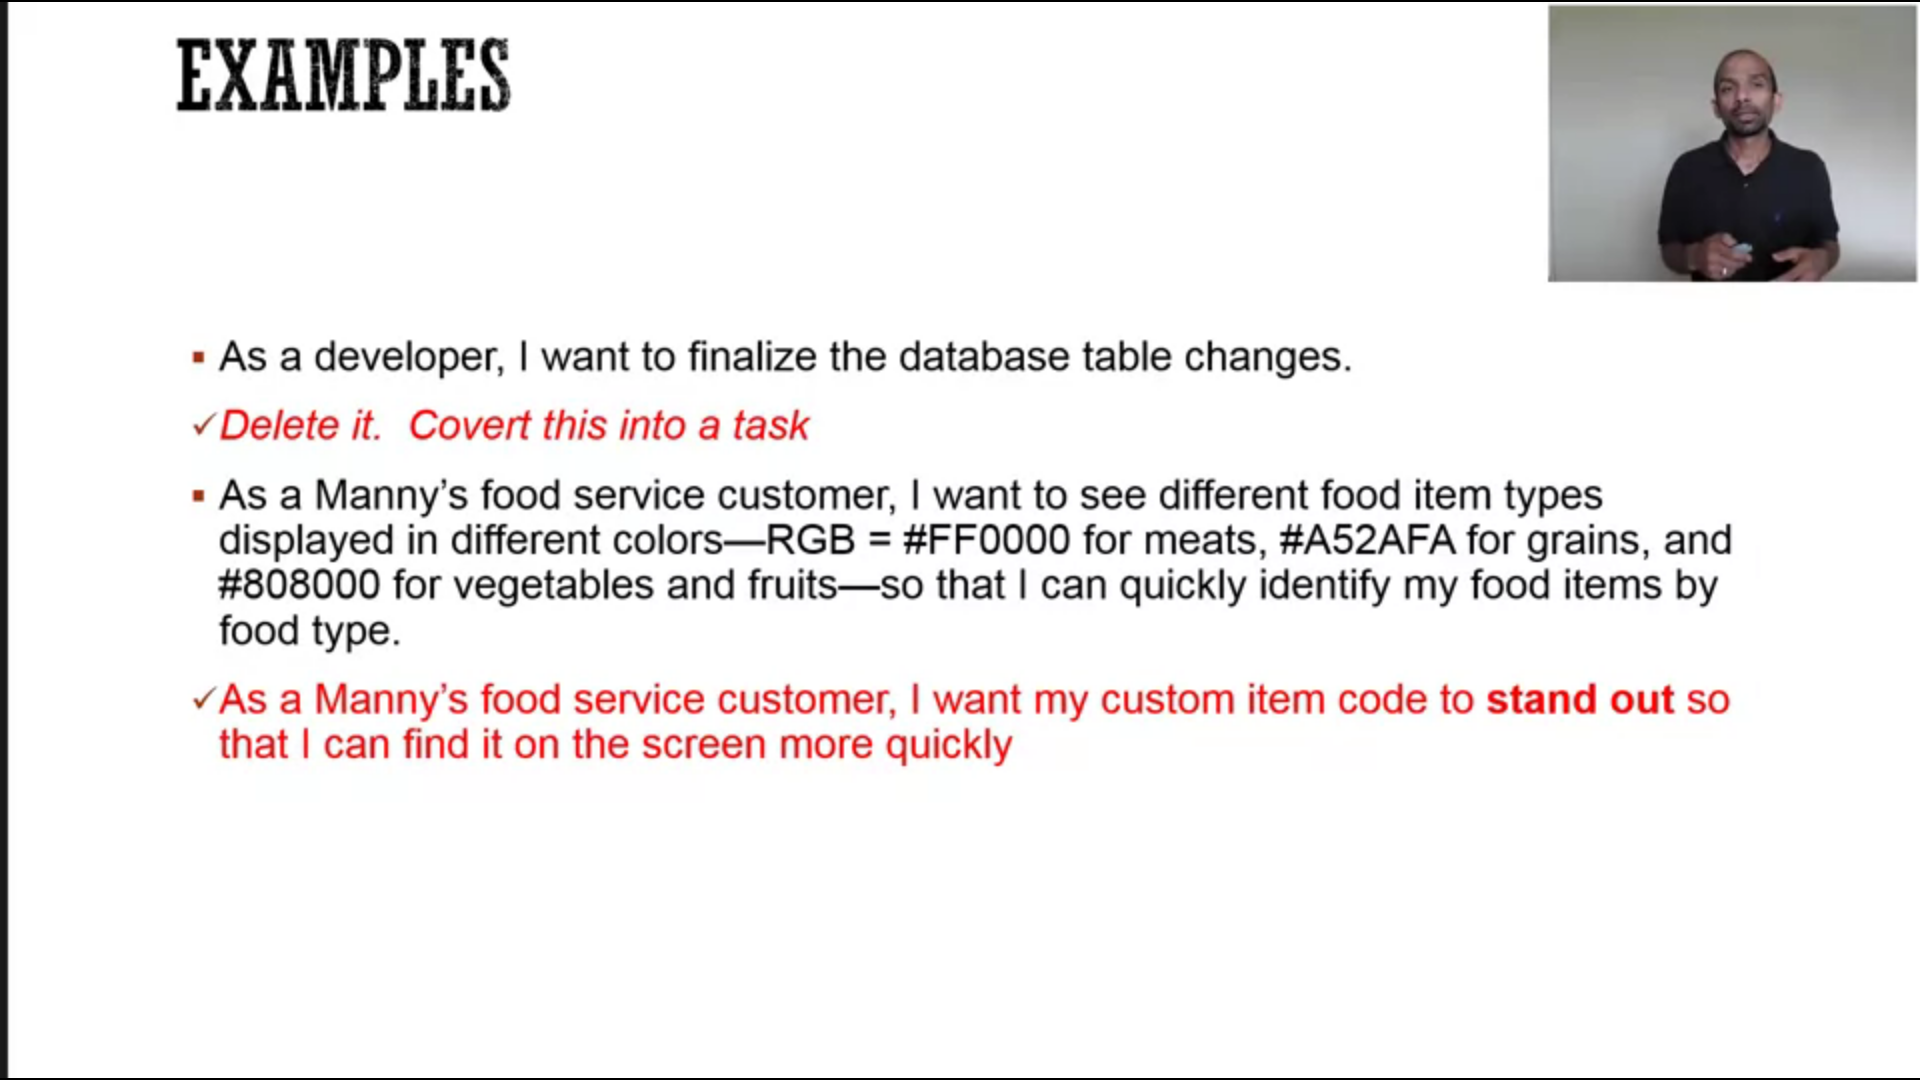 EXAMPLES
As a developer, I want to finalize the database table changes.
Delete it. Covert this into a task
As a Manny’s food service customer, I want to see different food item types
displayed in different colors—RGB = #FF0000 for meats, #A52AFA for grains, and
#808000 for vegetables and fruits—so that I can quickly identify my food items by
food type.
As a Manny’s food service customer, I want my custom item code to stand out so
that I can find it on the screen more quickly